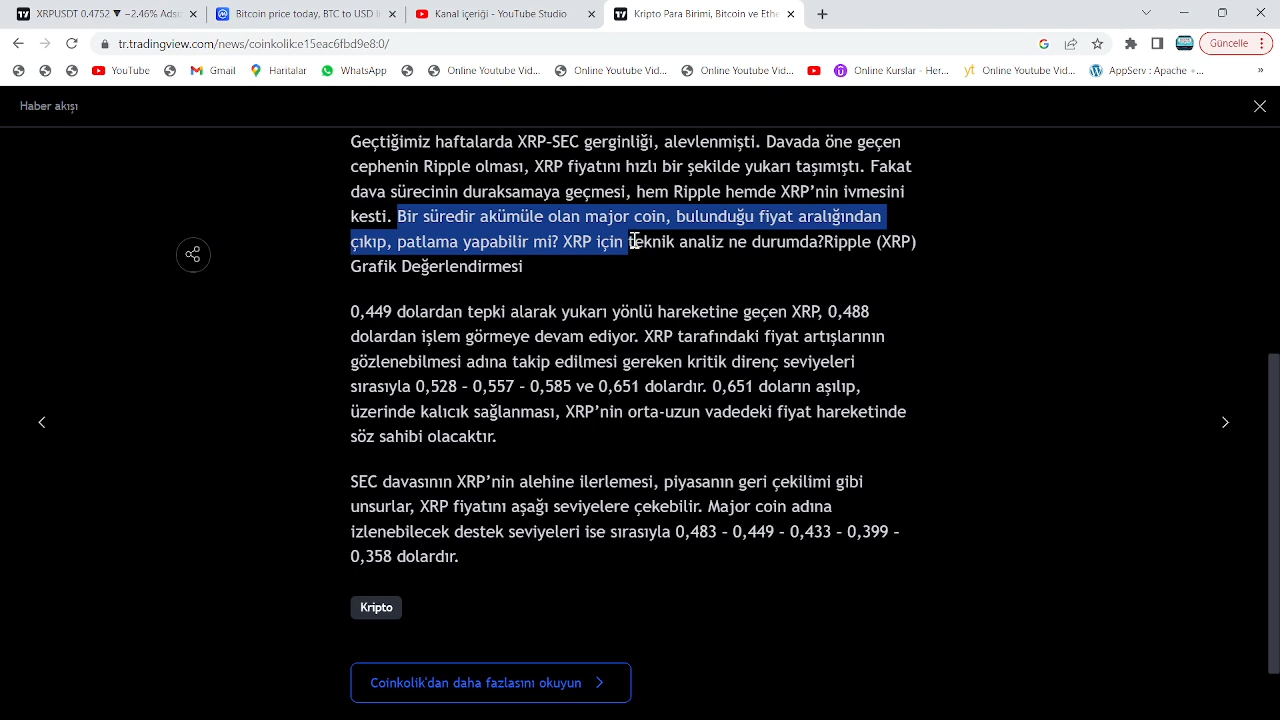 XRPUSDT 0.4752 ▼ −2.46% Adsı
Bitcoin price today, BTC to USD li
Kanal içeriği - YouTube Studio
Kripto Para Birimi, Bitcoin ve Ethe
tr.tradingview.com/news/coinkolikce15eac6fbd9e8:0/
Güncelle
YouTube
Gmail
Haritalar
WhatsApp
Online Youtube Vid...
Online Youtube Vid...
Online Youtube Vid...
Online Kurslar - Her...
Online Youtube Vid...
AppServ : Apache +...
»
Haber akışı
Geçtiğimiz haftalarda XRP-SEC gerginliği, alevlenmişti. Davada öne geçen
cephenin Ripple olması, XRP fiyatını hızlı bir şekilde yukarı taşımıştı. Fakat
dava sürecinin duraksamaya geçmesi, hem Ripple hemde XRP’nin ivmesini
kesti. Bir süredir akümüle olan major coin, bulunduğu fiyat aralığından
çıkıp, patlama yapabilir mi? XRP için teknik analiz ne durumda?Ripple (XRP)
Grafik Değerlendirmesi
0,449 dolardan tepki alarak yukarı yönlü hareketine geçen XRP, 0,488
dolardan işlem görmeye devam ediyor. XRP tarafındaki fiyat artışlarının
gözlenebilmesi adına takip edilmesi gereken kritik direnç seviyeleri
sırasıyla 0,528 - 0,557 - 0,585 ve 0,651 dolardır. 0,651 doların aşılıp,
üzerinde kalıcık sağlanması, XRP’nin orta-uzun vadedeki fiyat hareketinde
söz sahibi olacaktır.
SEC davasının XRP’nin alehine ilerlemesi, piyasanın geri çekilimi gibi
unsurlar, XRP fiyatını aşağı seviyelere çekebilir. Major coin adına
izlenebilecek destek seviyeleri ise sırasıyla 0,483 - 0,449 - 0,433 - 0,399 -
0,358 dolardır.
Kripto
Coinkolik'dan daha fazlasını okuyun